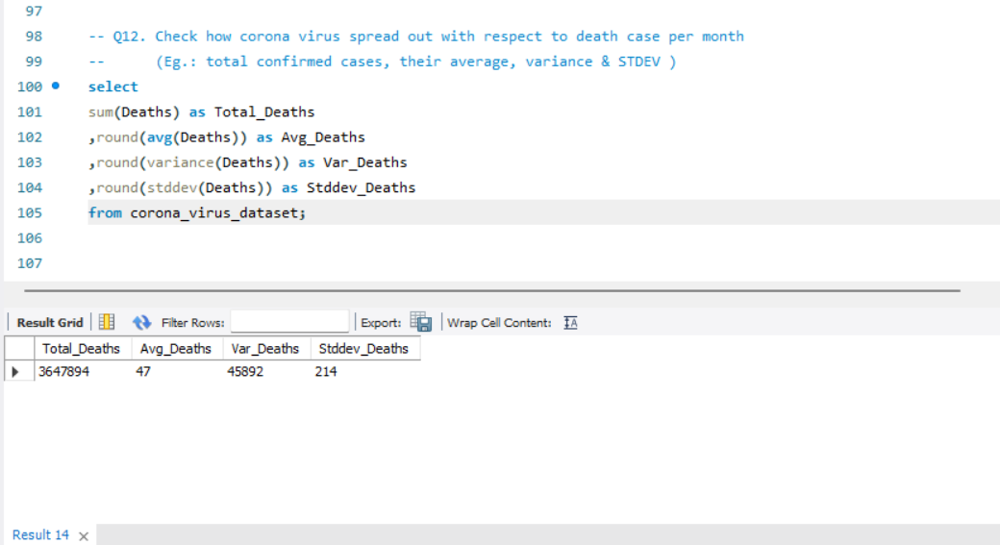 97
98 -- Q12. Check how corona virus spread out with respect to death case per month
99 -- (Eg.: total confirmed cases, their average, variance & STDEV )
100 select
101 sum(Deaths) as Total_Deaths
102 ,round(avg(Deaths)) as Avg_Deaths
103 ,round(variance(Deaths)) as Var_Deaths
104 ,round(stddev(Deaths)) as Stddev_Deaths
105 from corona_virus_dataset;
106
107
Result Grid Filter Rows: Export: Wrap Cell Content: IA
Total_Deaths Avg_Deaths Var_Deaths Stddev_Deaths
3647894 47 45892 214
Result 14 ×